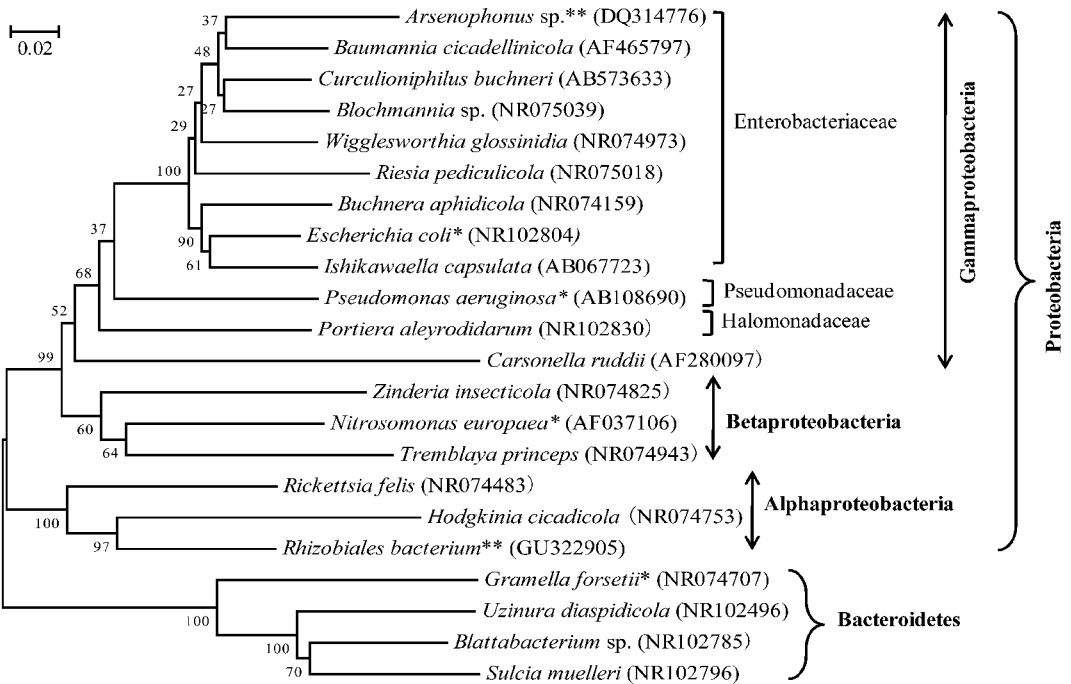 37
Arsenophonus sp.** (DQ314776)
0.02
48
Baumannia cicadellinicola (AF465797)
Curculioniphilus buchneri (AB573633)
27
27
Blochmannia sp. (NR075039)
Enterobacteriaceae
29
Wigglesworthia glossinidia (NR074973)
100
Riesia pediculicola (NR075018)
Buchnera aphidicola (NR074159)
37
90
Escherichia coli* (NR102804)
61
Ishikawaella capsulata (AB067723)
68
Pseudomonas aeruginosa* (AB108690)
Pseudomonadaceae
52
Portiera aleyrodidarum (NR102830)
Halomonadaceae
Gammaproteobacteria
Proteobacteria
99
Carsonella ruddii (AF280097)
Zinderia insecticola (NR074825)
60
Nitrosomonas europaea* (AF037106)
Betaproteobacteria
64
Tremblaya princeps (NR074943)
Rickettsia felis (NR074483)
100
Hodgkinia cicadicola (NR074753)
Alphaproteobacteria
97
Rhizobiales bacterium** (GU322905)
Gramella forsetii* (NR074707)
100
Uzinura diaspidicola (NR102496)
Bacteroidetes
100
Blattabacterium sp. (NR102785)
70
Sulcia muelleri (NR102796)